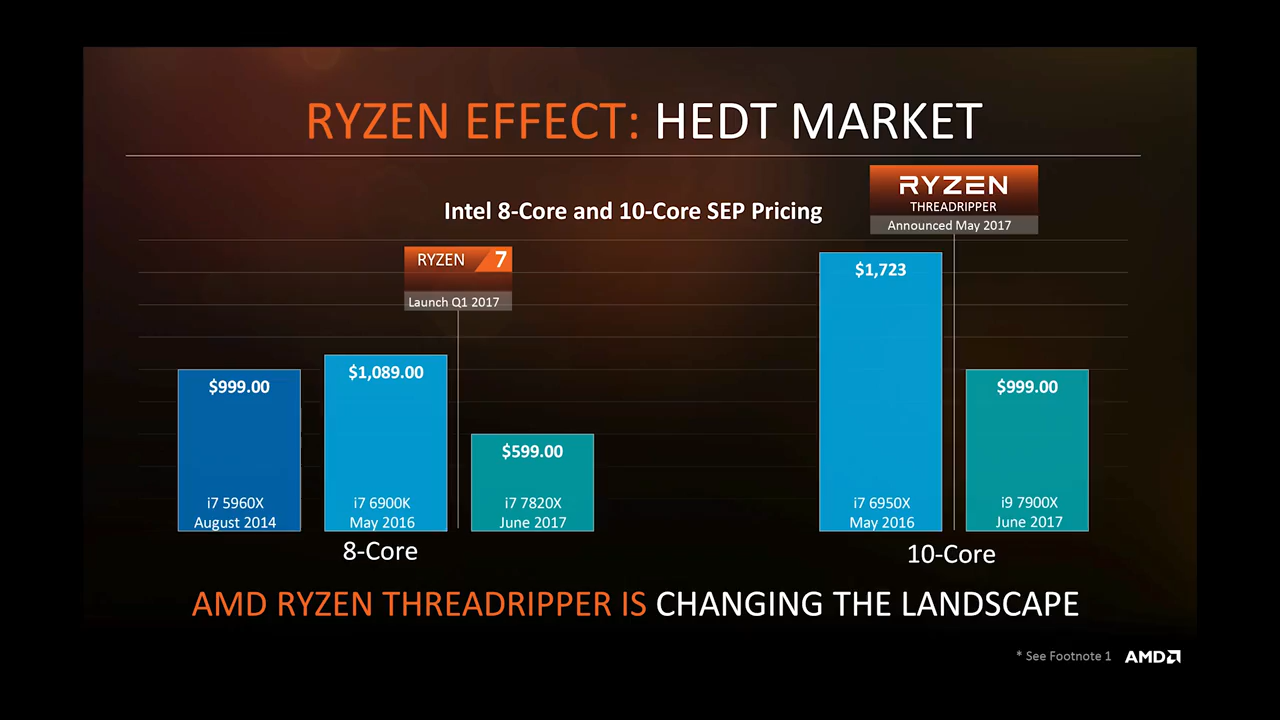 RYZEN EFFECT: HEDT MARKET
Intel 8-Core and 10-Core SEP Pricing
RYZEN
THREADRIPPER
Announced May 2017
RYZEN 7
Launch Q1 2017
$999.00
i7 5960X
August 2014
$1,089.00
i7 6900K
May 2016
$599.00
i7 7820X
June 2017
8-Core
$1,723
i7 6950X
May 2016
$999.00
i9 7900X
June 2017
10-Core
AMD RYZEN THREADRIPPER IS CHANGING THE LANDSCAPE
* See Footnote 1
AMD